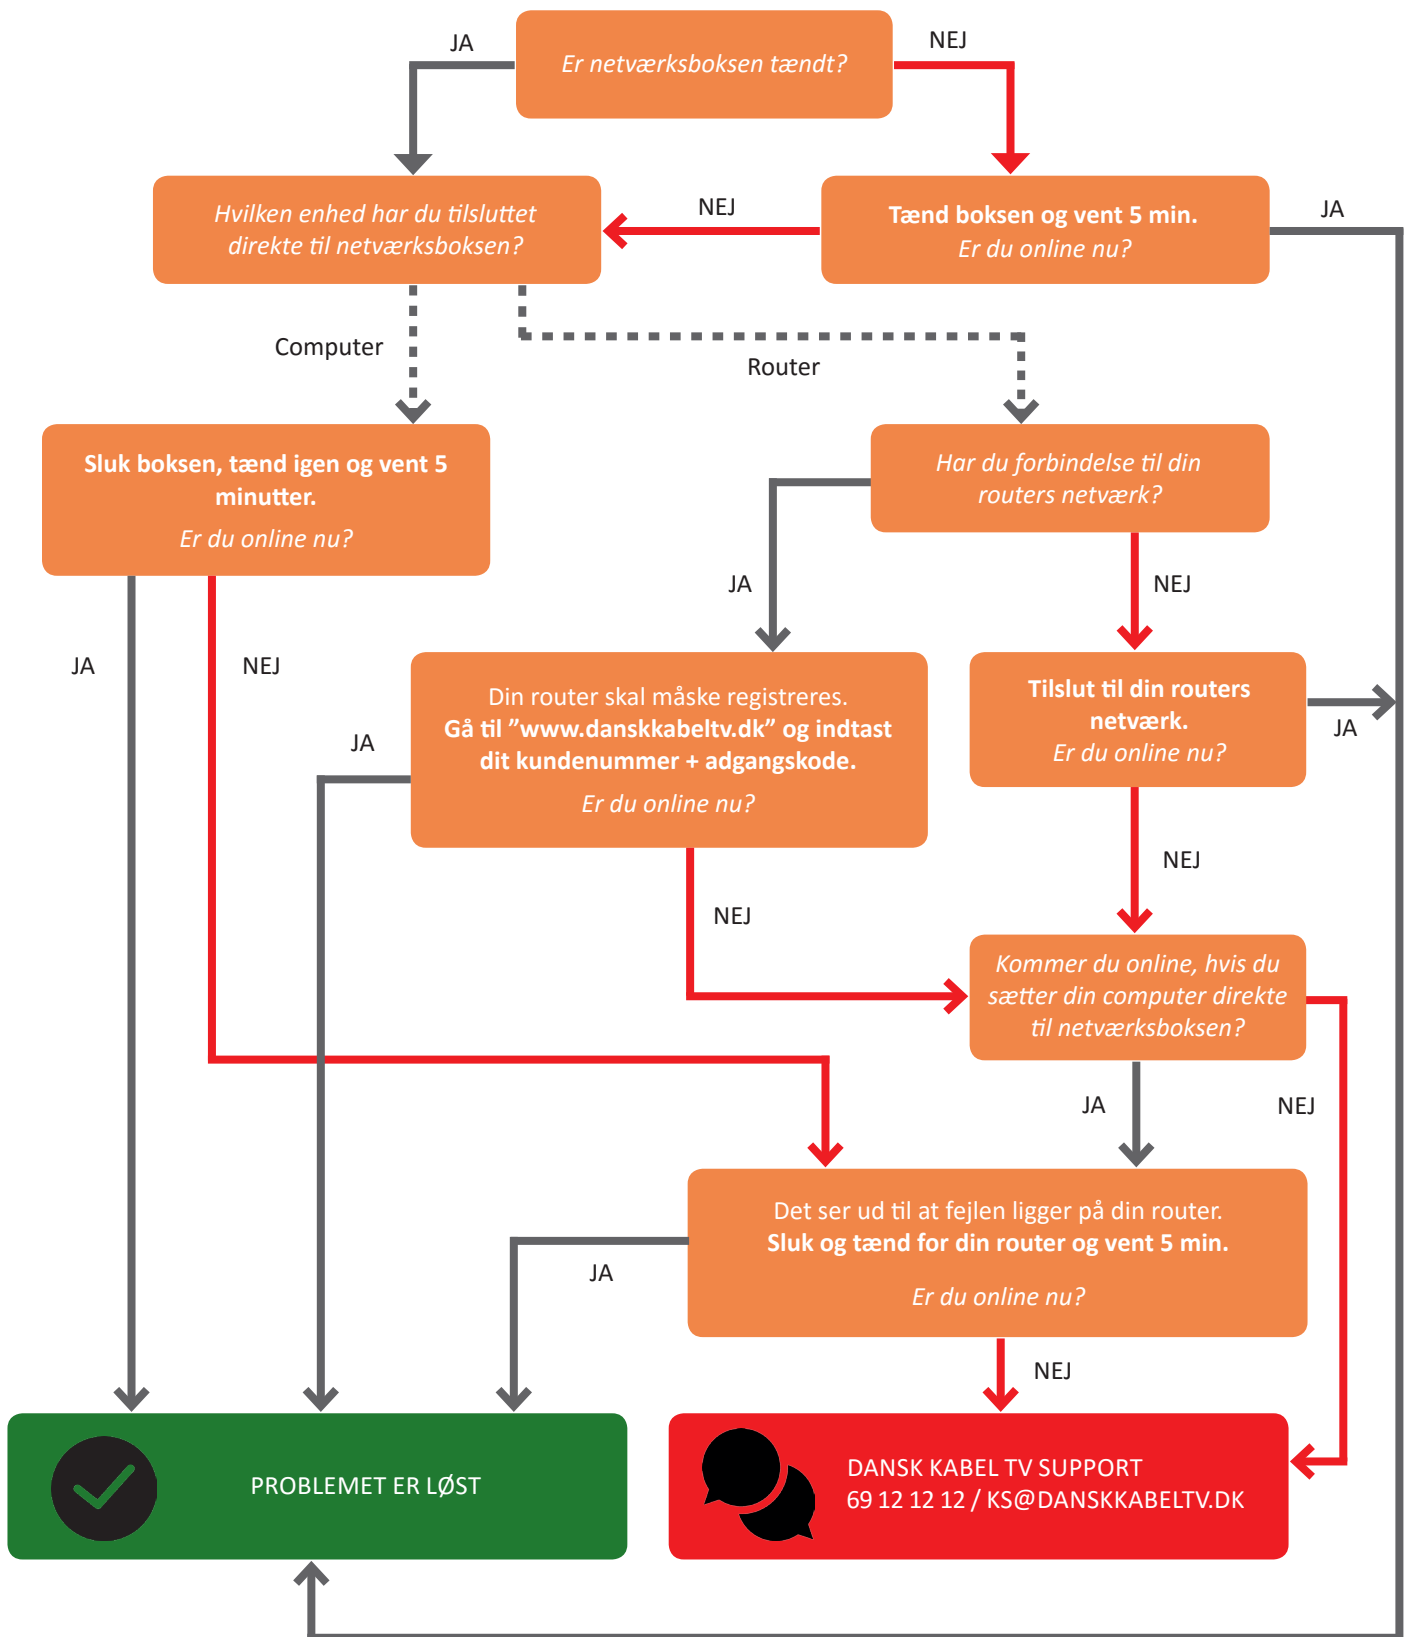 JA
Er netværksboksen tændt?
NEJ
Hvilken enhed har du tilsluttet
direkte til netværksboksen?
NEJ
Tænd boksen og vent 5 min.
Er du online nu?
JA
Computer
Router
Sluk boksen, tænd igen og vent 5
minutter.
Er du online nu?
Har du forbindelse til din
routers netværk?
JA
NEJ
JA
NEJ
Din router skal måske registreres.
Gå til ”www.danskkabeltv.dk” og indtast
dit kundenummer + adgangskode.
Er du online nu?
JA
Tilslut til din routers
netværk.
Er du online nu?
JA
NEJ
NEJ
Kommer du online, hvis du
sætter din computer direkte
til netværksboksen?
JA
NEJ
Det ser ud til at fejlen ligger på din router.
Sluk og tænd for din router og vent 5 min.
Er du online nu?
JA
NEJ
PROBLEMET ER LØST
DANSK KABEL TV SUPPORT
69 12 12 12 / KS@DANSKKABELTV.DK